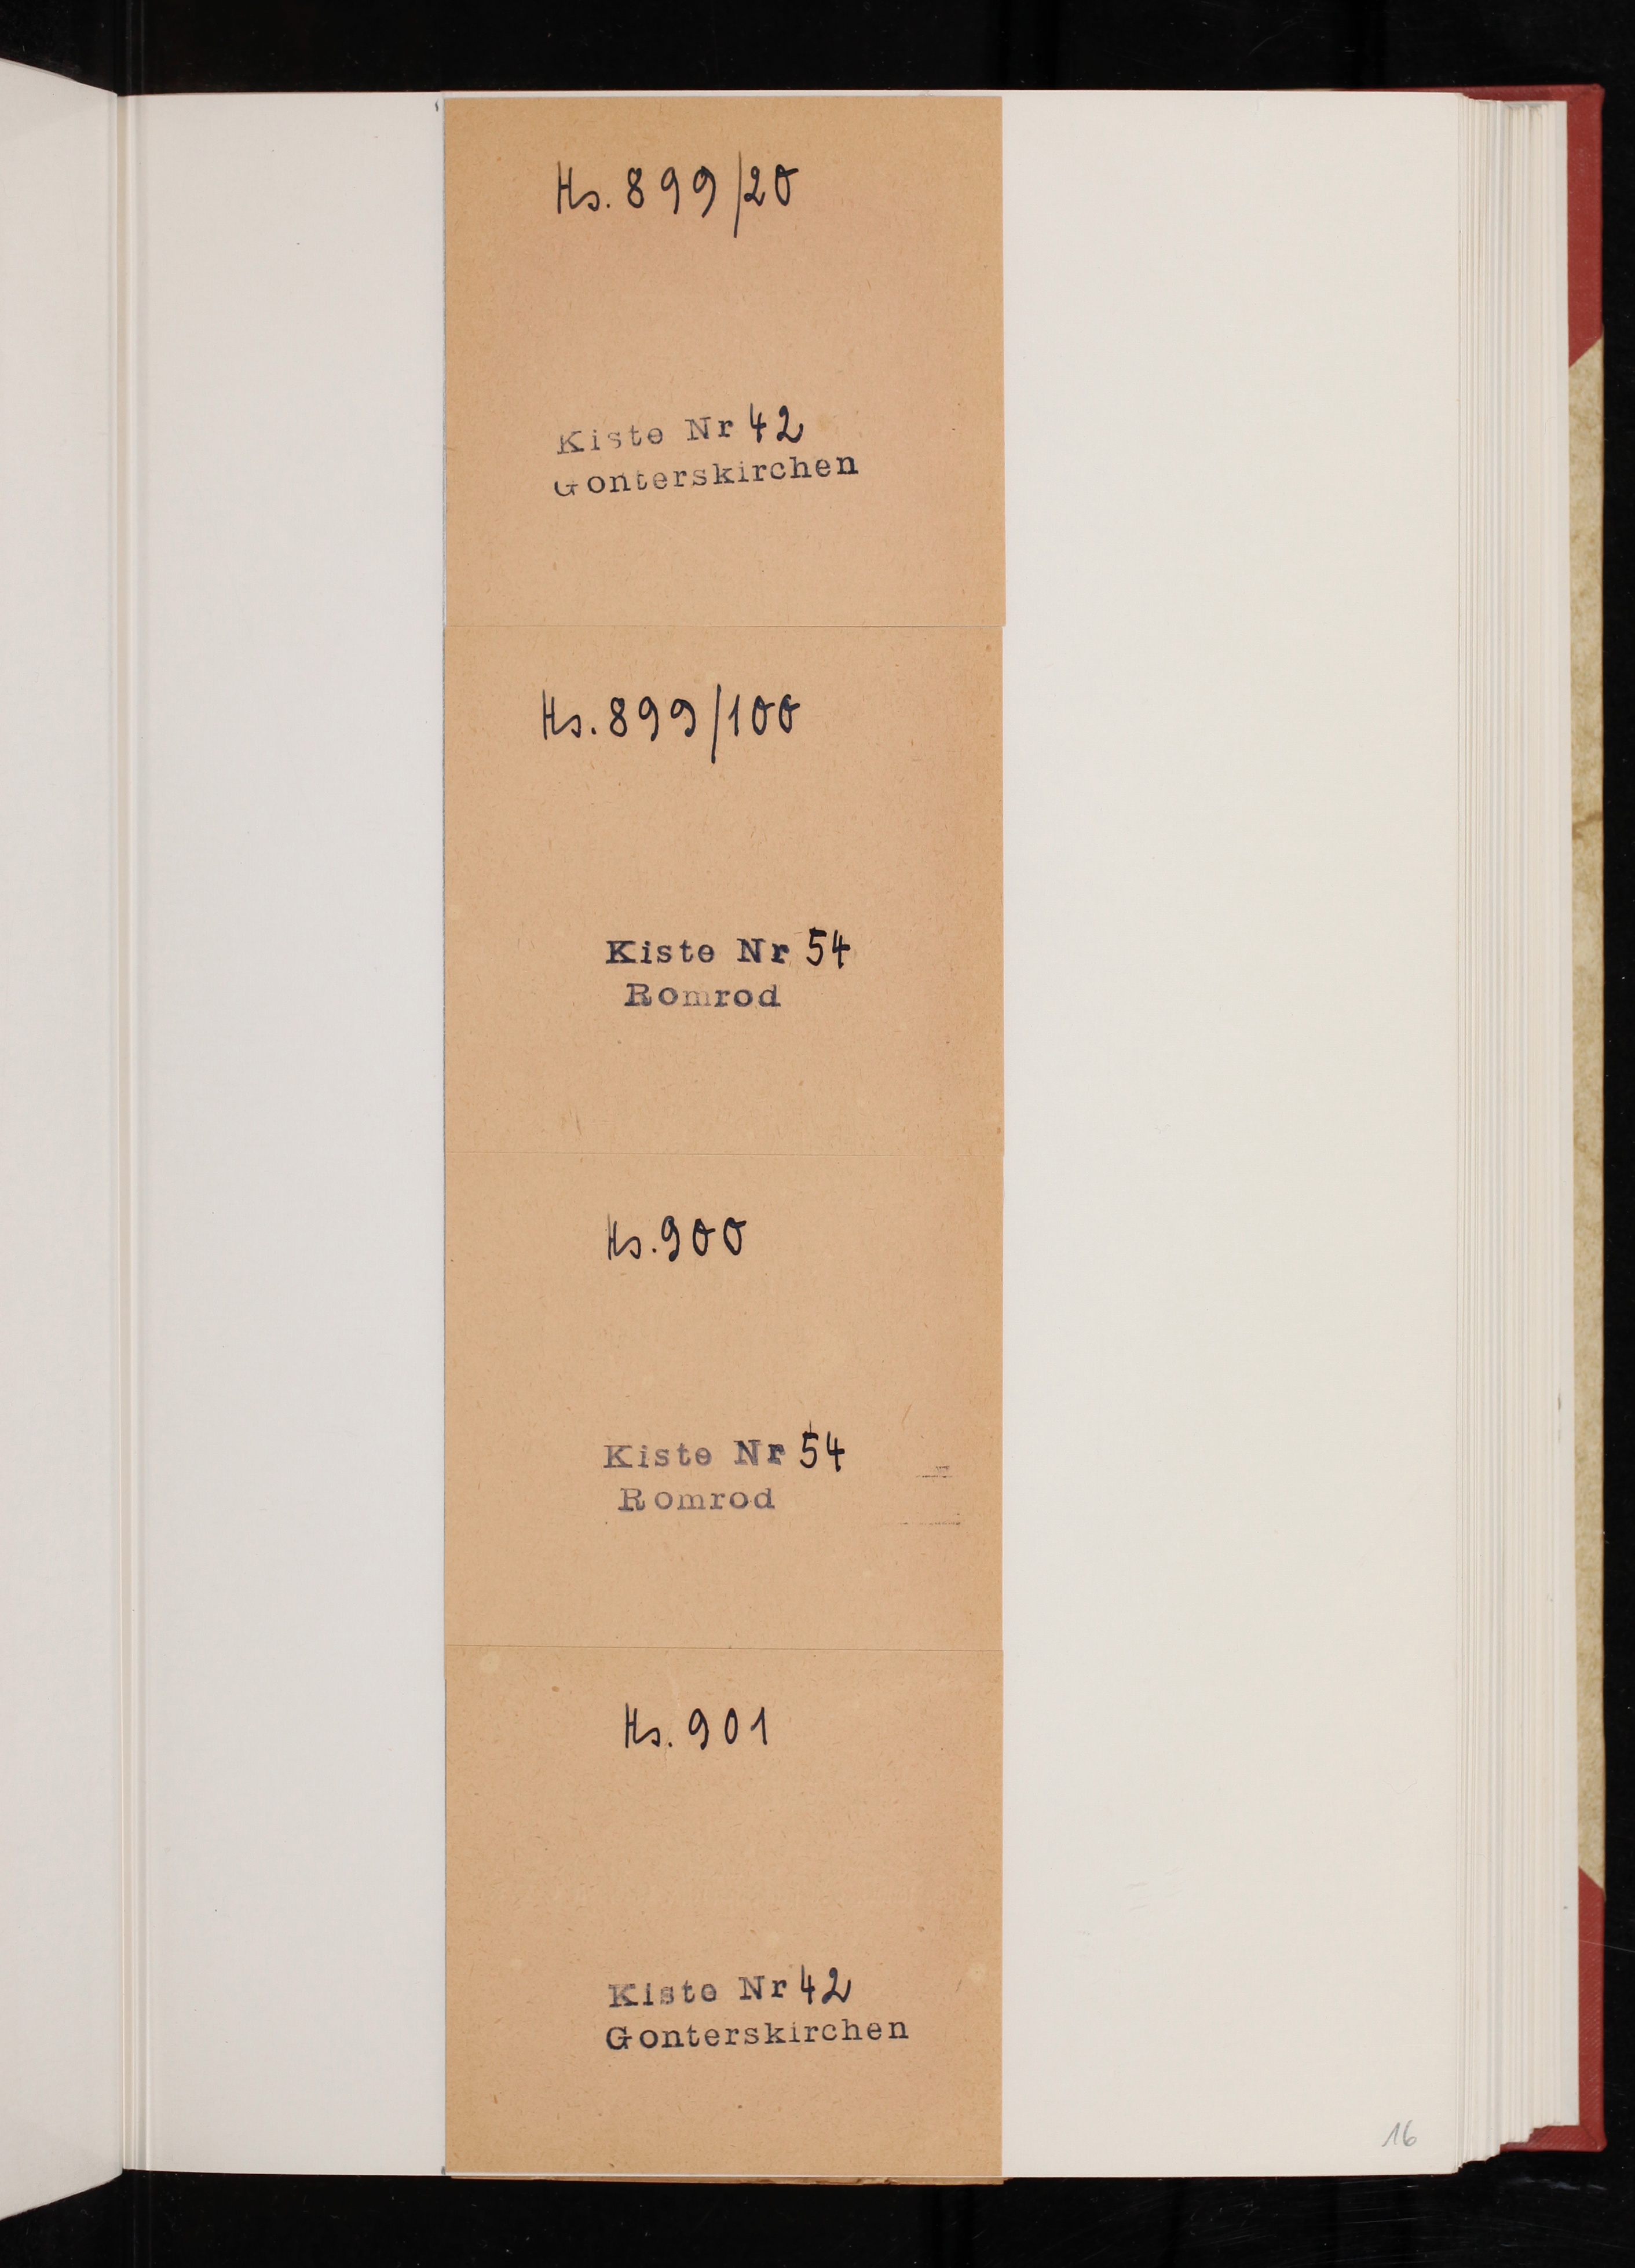 Hs. 899/20
Kiste Nr 42
Gonterskirchen
Hs. 899/100
Kiste Nr 54
Romrod
Hs. 900
Kiste Nr 54
Romrod
Hs. 901
Kiste Nr 42
Gonterskirchen
16